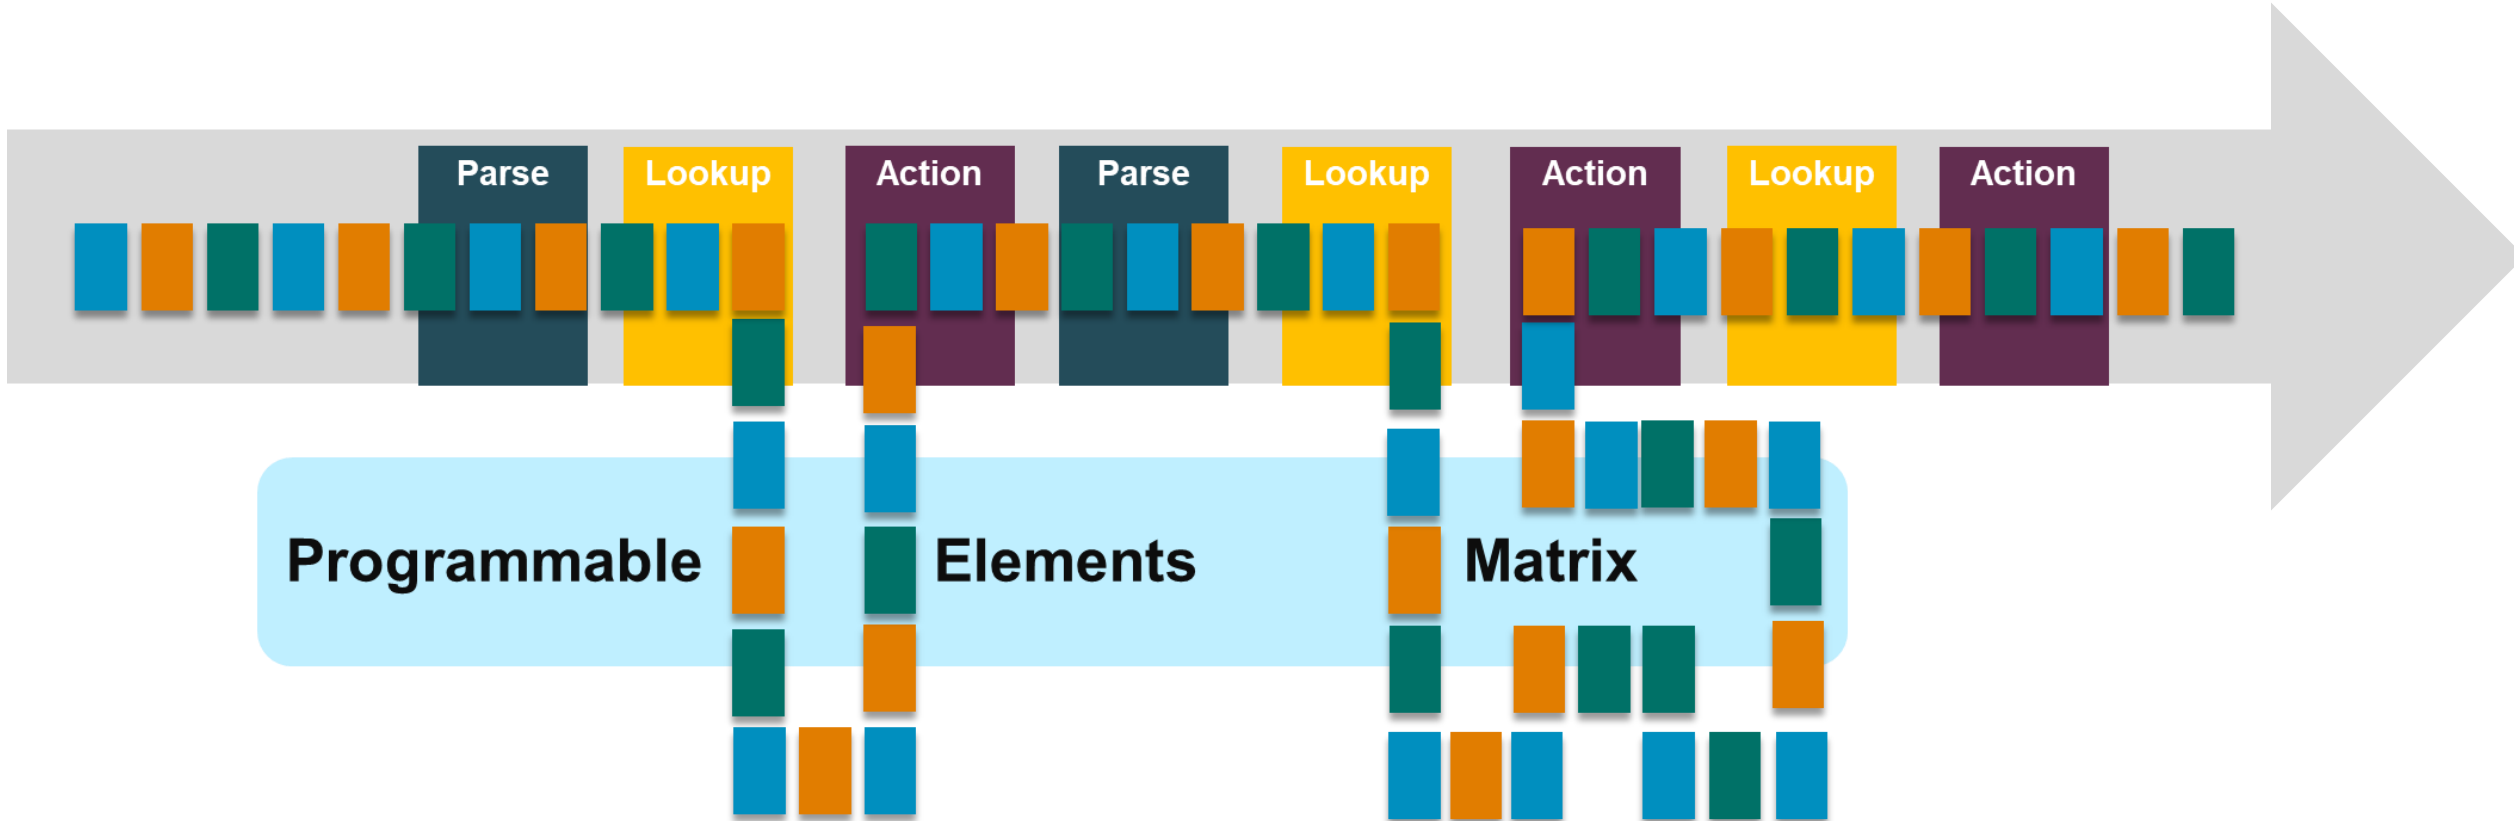 Parse Lookup Action Parse Lookup Action Lookup Action
Programmable Elements Matrix